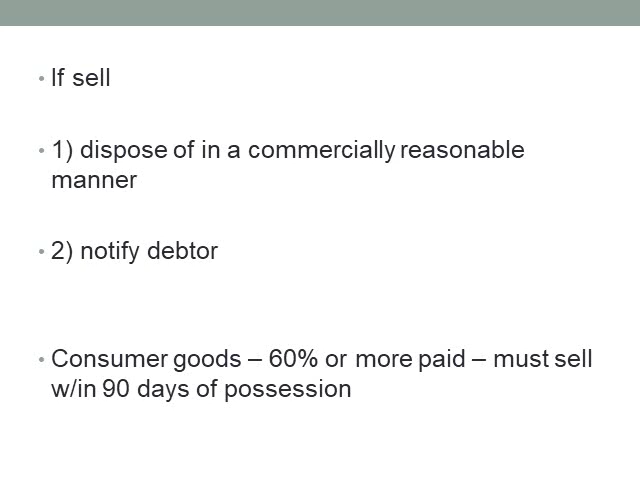 • If sell
• 1) dispose of in a commercially reasonable
manner
• 2) notify debtor
• Consumer goods – 60% or more paid – must sell
w/in 90 days of possession